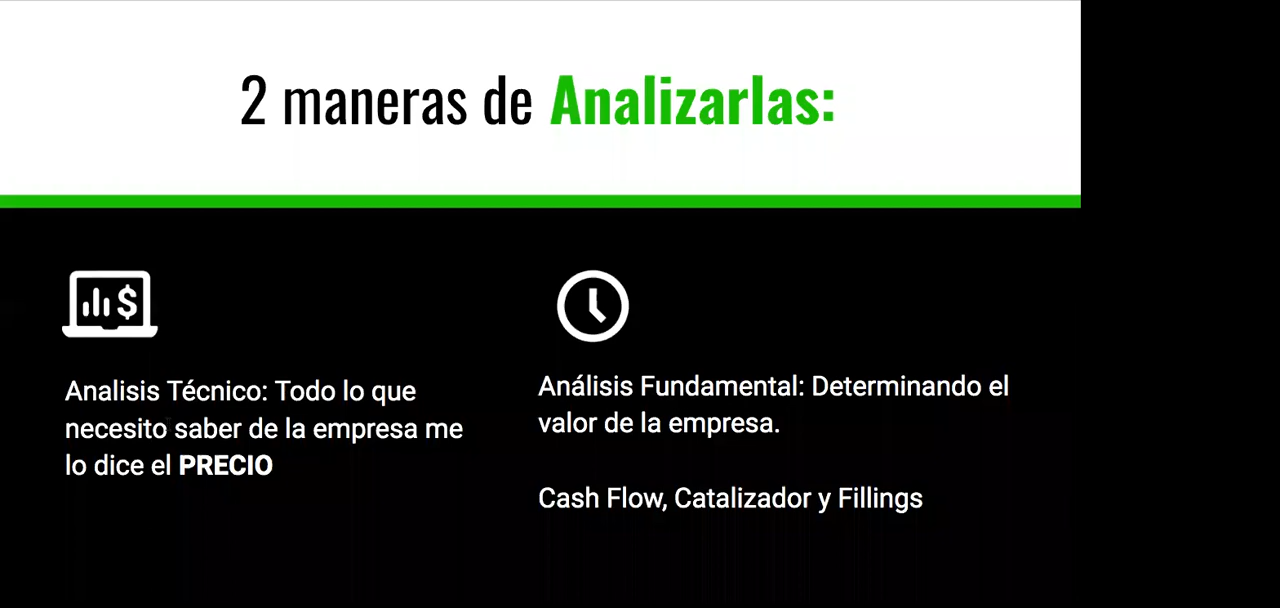 2 maneras de Analizarlas:
Analisis Técnico: Todo lo que
necesito saber de la empresa me
lo dice el PRECIO
Análisis Fundamental: Determinando el
valor de la empresa.
Cash Flow, Catalizador y Fillings